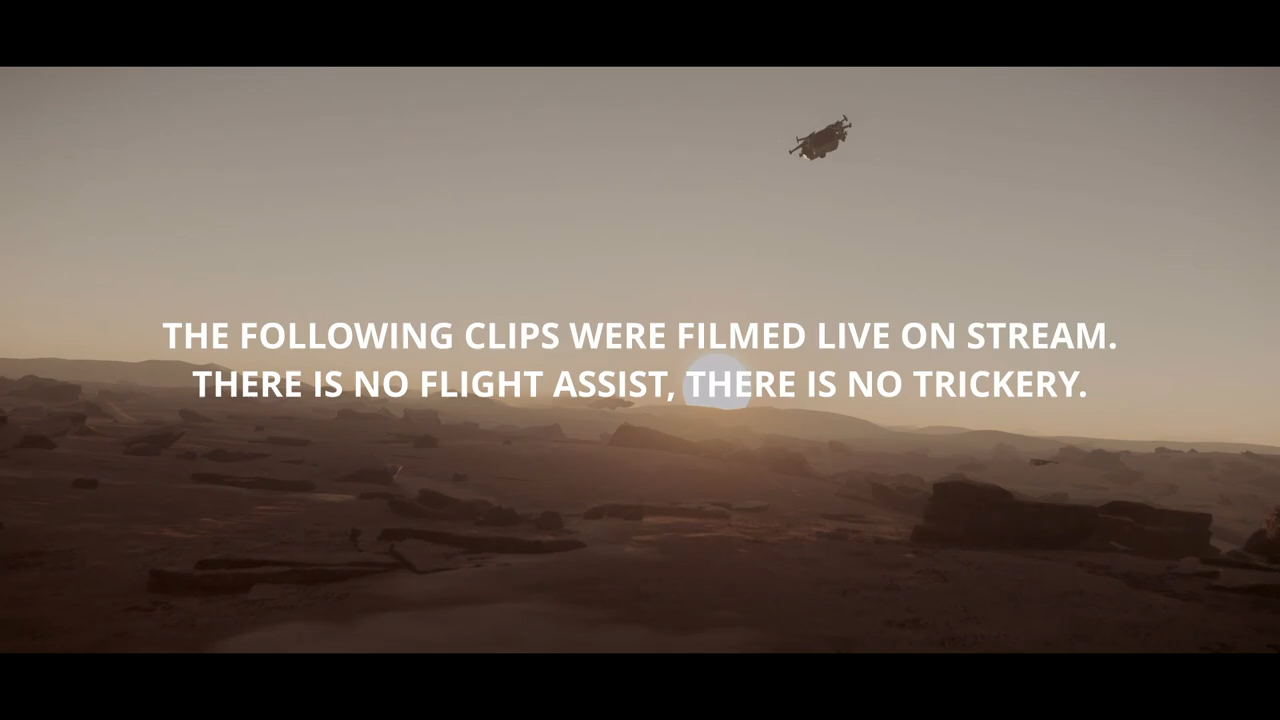 THE FOLLOWING CLIPS WERE FILMED LIVE ON STREAM.
THERE IS NO FLIGHT ASSIST, THERE IS NO TRICKERY.